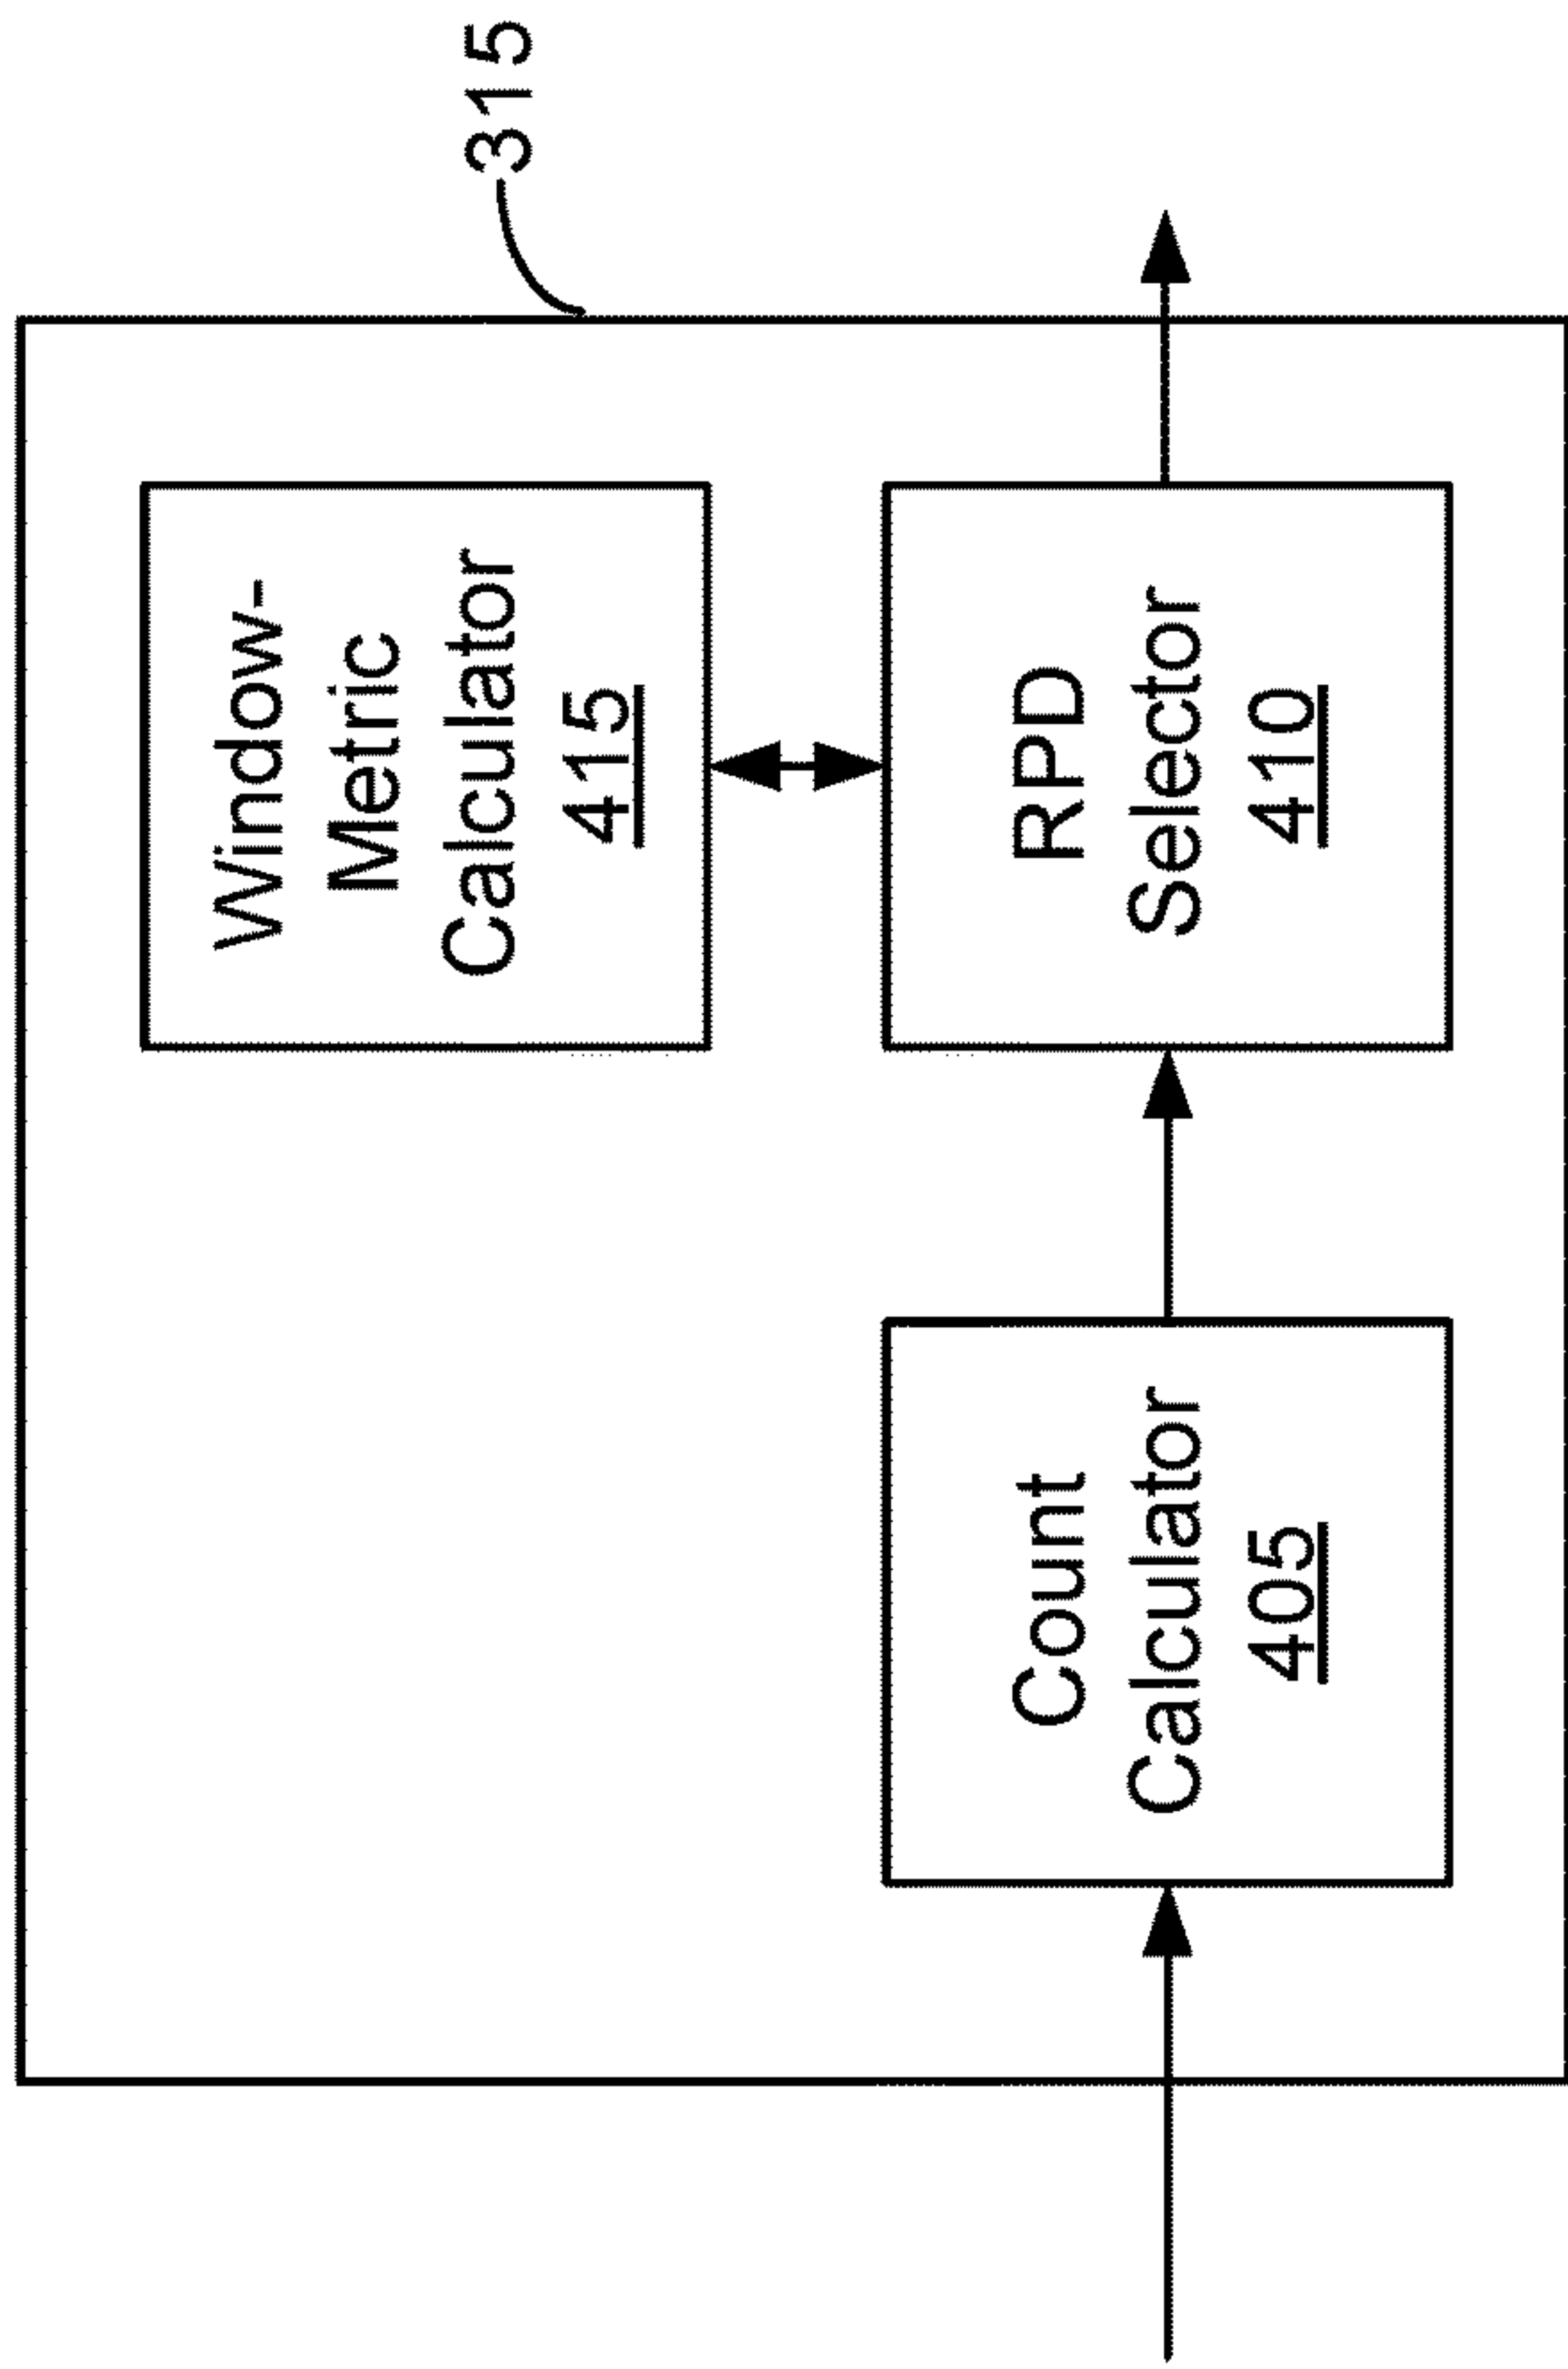 315
Window-
Metric
Calculator
415
Count
Calculator
405
RPD
Selector
410